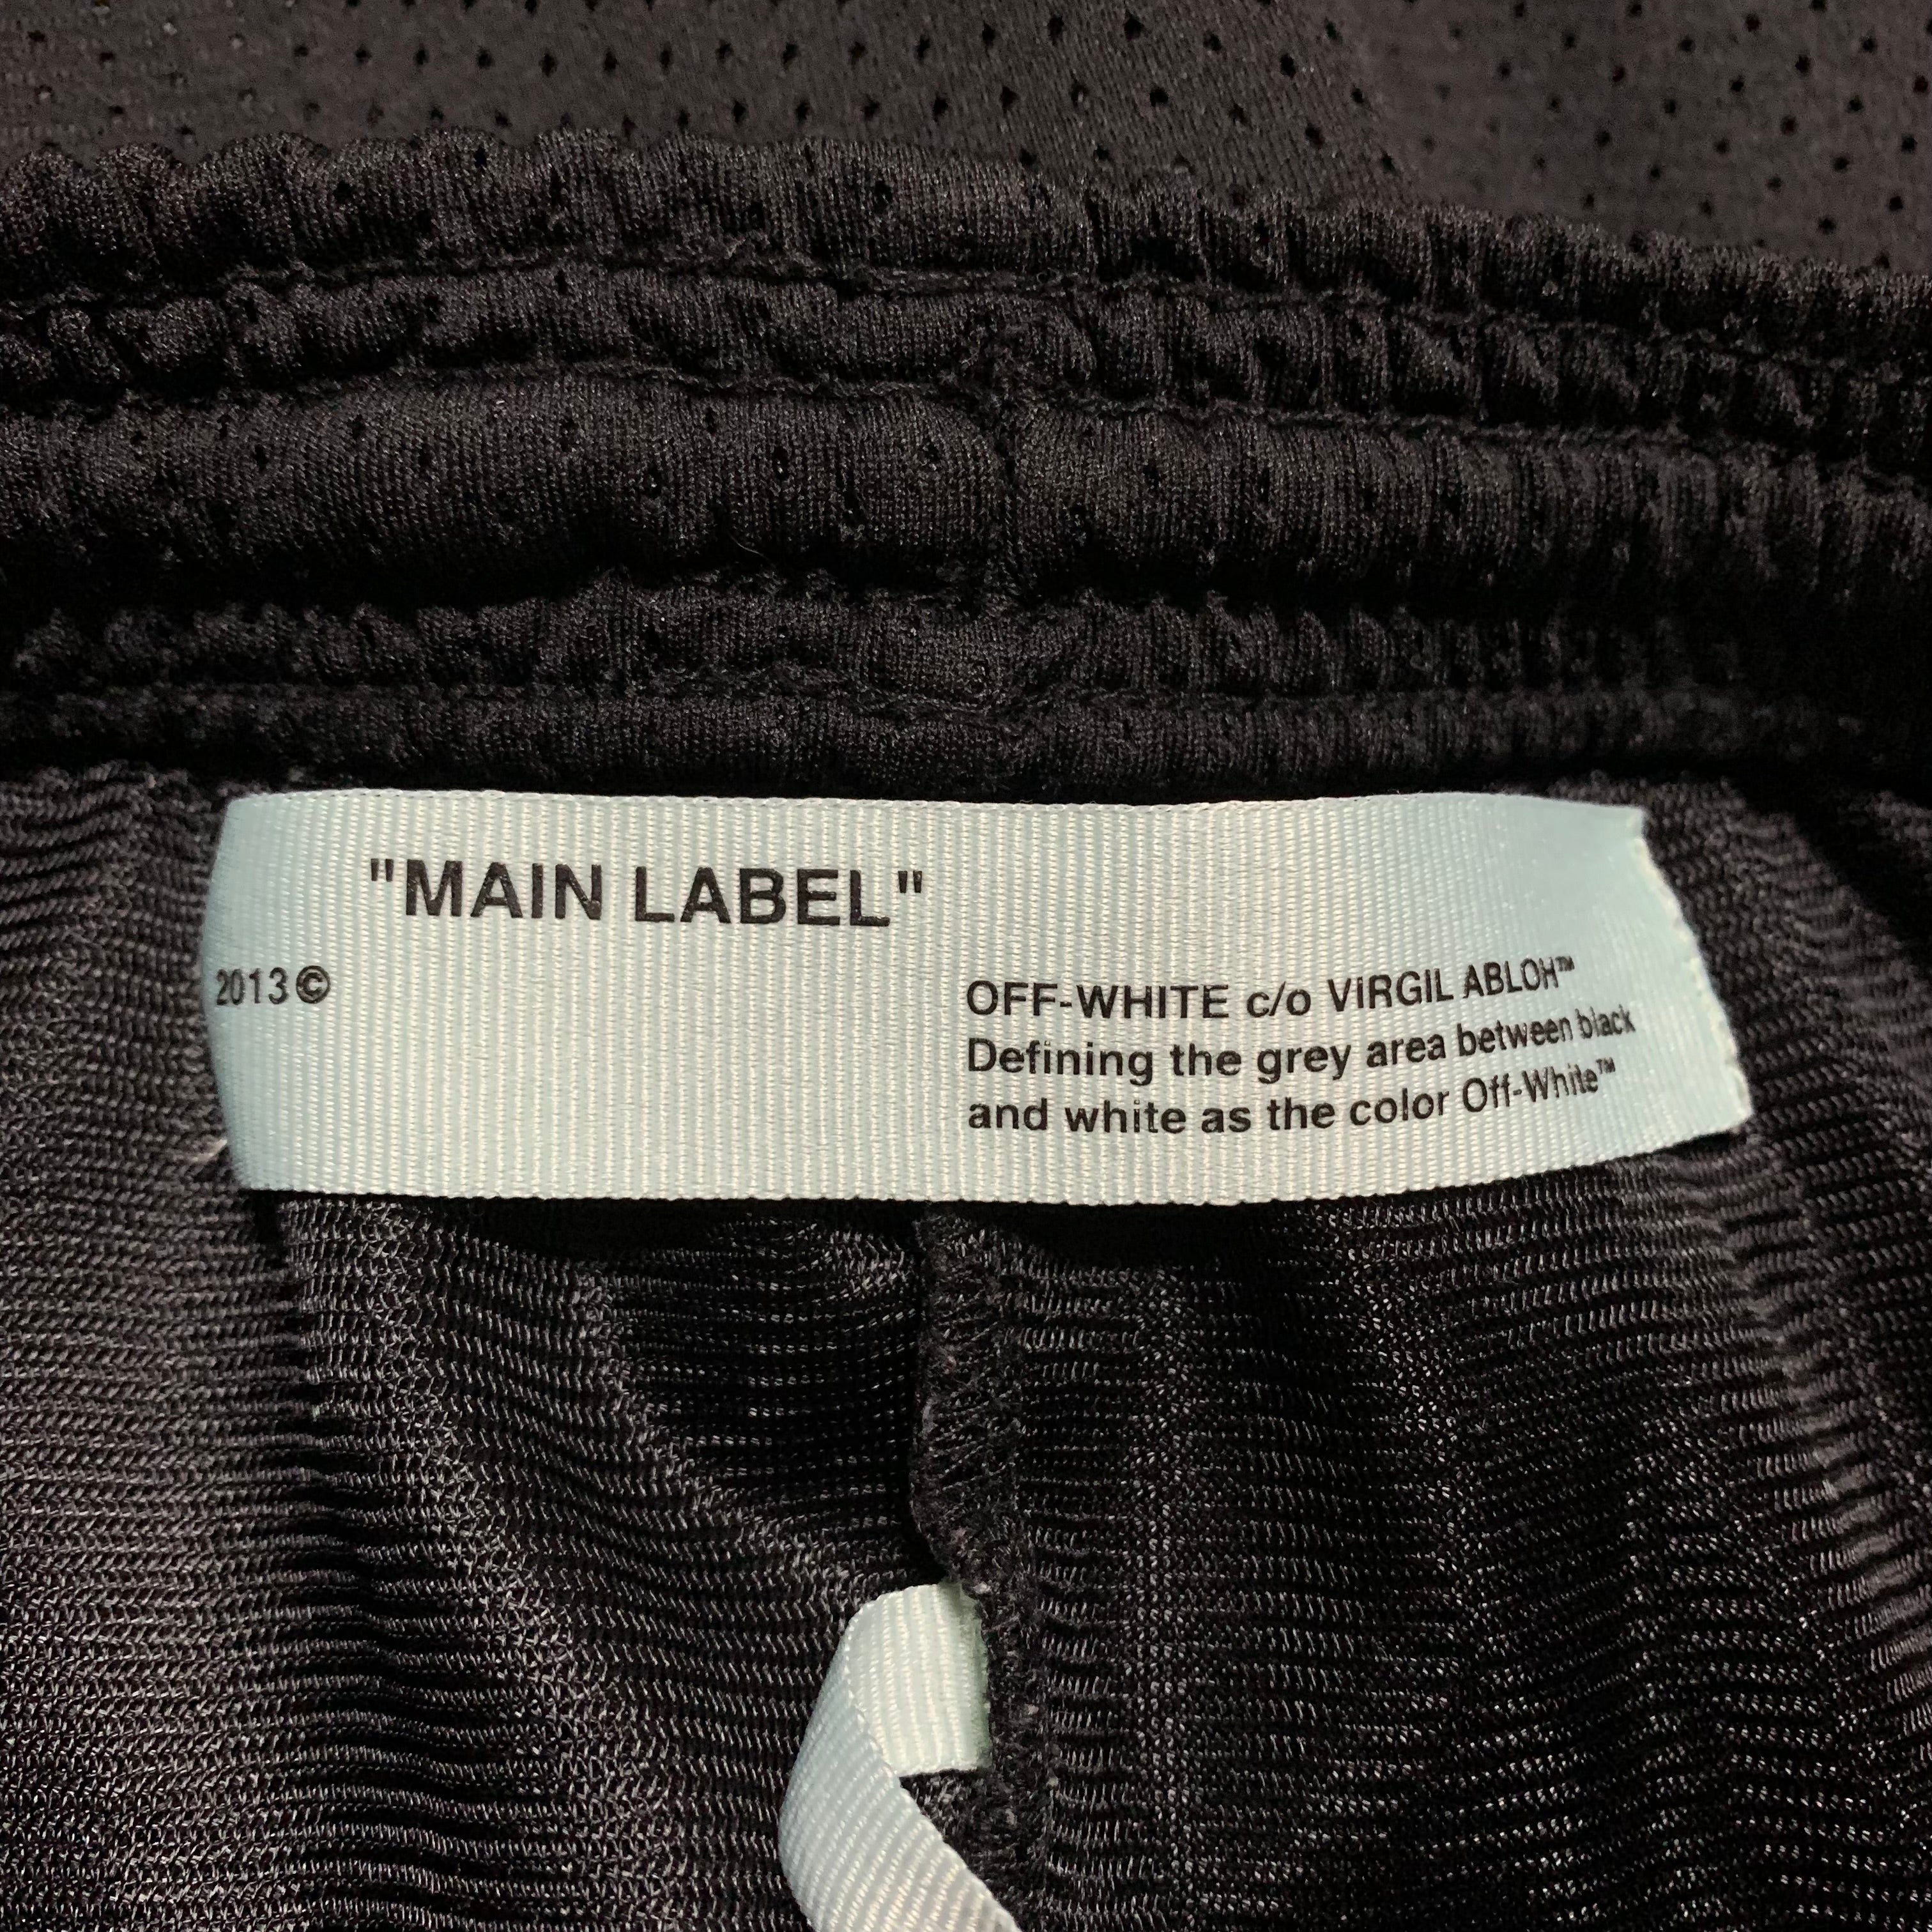 "MAIN LABEL"
2013©
OFF-WHITE c/o VIRGIL ABLOH™
Defining the grey area between black
and white as the color Off-White™